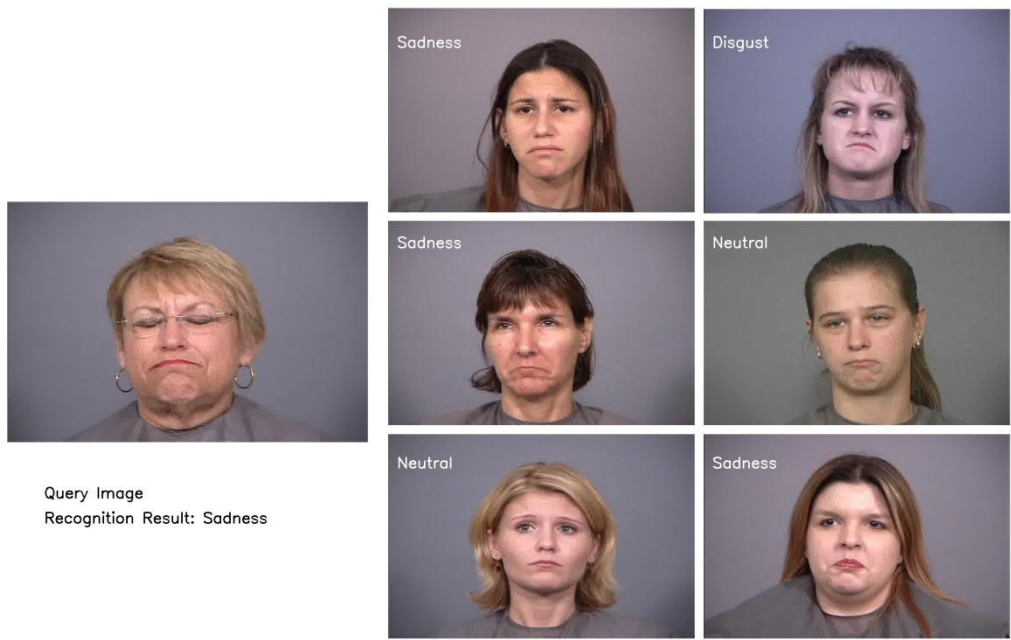 Sadness
Disgust
Sadness
Neutral
Neutral
Sadness
Query Image
Recognition Result: Sadness